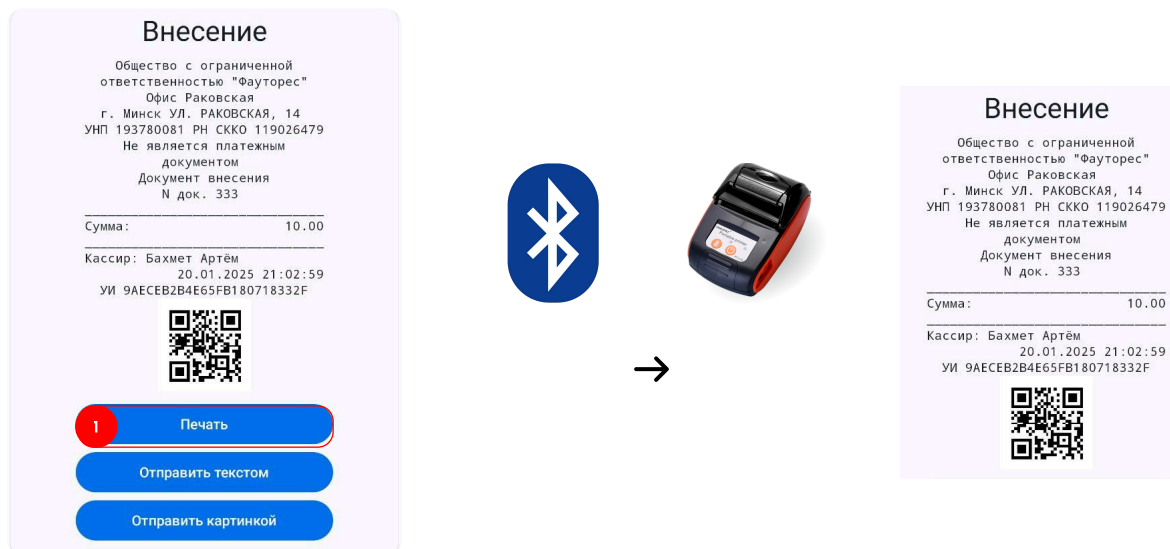 Внесение
Общество с ограниченной
ответственностью "Фауторес"
Офис Раковская
г. Минск УЛ. РАКОВСКАЯ, 14
УНП 193780081 РН СККО 119026479
Не является платежным
документом
Документ внесения
N док. 333
Сумма: 10.00
Кассир: Бахмет Артём
20.01.2025 21:02:59
УИ 9AECEB2B4E65FB180718332F
1
Печать
Отправить текстом
Отправить картинкой
Внесение
Общество с ограниченной
ответственностью "Фауторес"
Офис Раковская
г. Минск УЛ. РАКОВСКАЯ, 14
УНП 193780081 РН СККО 119026479
Не является платежным
документом
Документ внесения
N док. 333
Сумма: 10.00
Кассир: Бахмет Артём
20.01.2025 21:02:59
УИ 9AECEB2B4E65FB180718332F